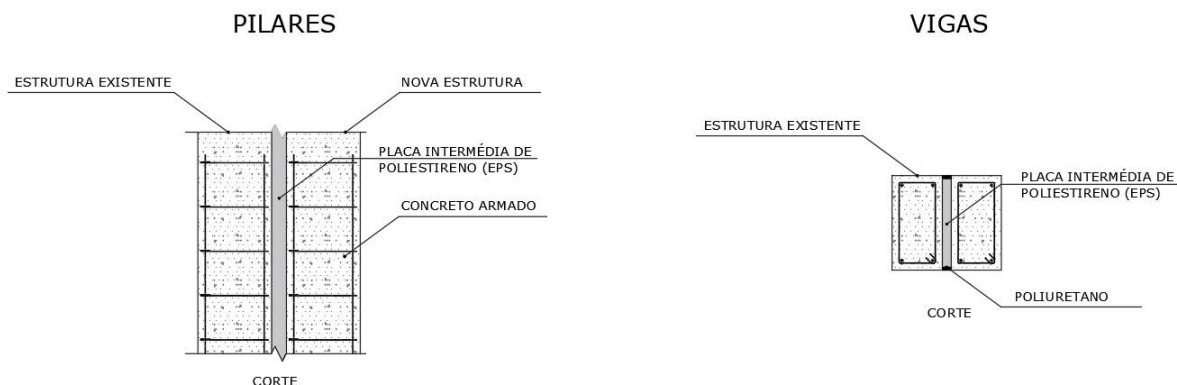 PILARES
ESTRUTURA EXISTENTE
NOVA ESTRUTURA
PLACA INTERMÉDIA DE
POLIESTIRENO (EPS)
CONCRETO ARMADO
CORTE
VIGAS
ESTRUTURA EXISTENTE
PLACA INTERMÉDIA DE
POLIESTIRENO (EPS)
POLIURETANO
CORTE